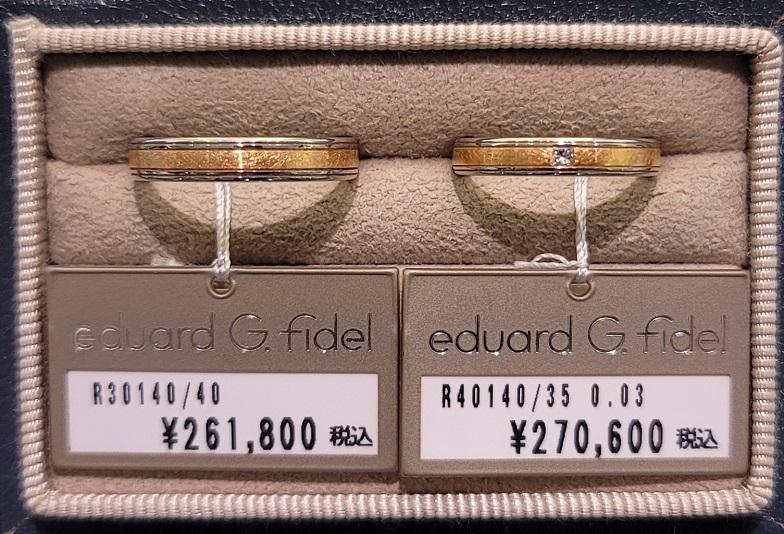 eduard G. fidel
R30140/40
¥261,800 税込
eduard G. fidel
R40140/35 0.03
¥270,600 税込